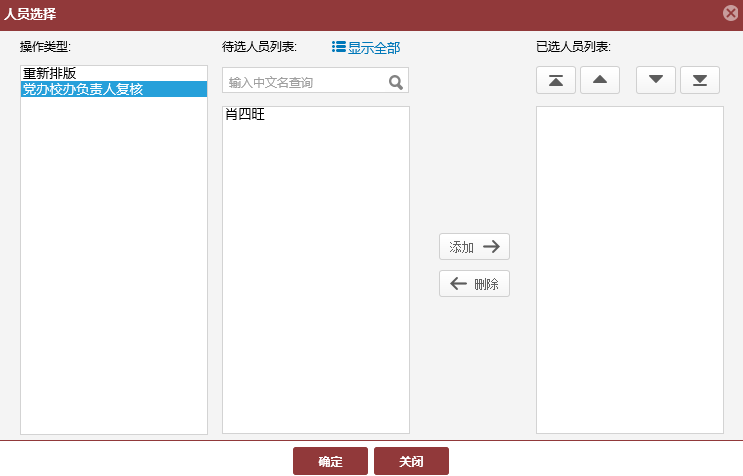 人员选择
操作类型:
待选人员列表:
显示全部
已选人员列表:
重新排版
党办校办负责人复核
输入中文名查询
肖四旺
添加
删除
确定
关闭